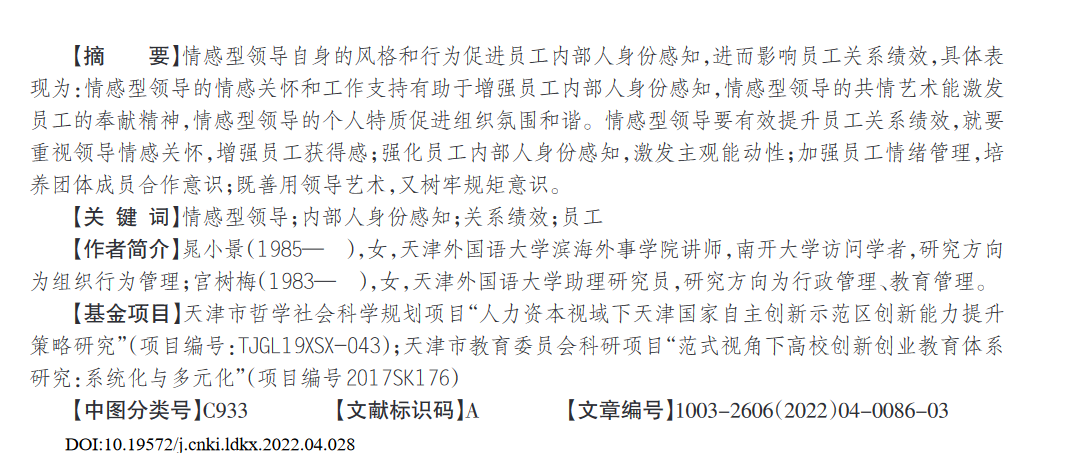 【摘　　要】情感型领导自身的风格和行为促进员工内部人身份感知,进而影响员工关系绩效,具体表
现为:情感型领导的情感关怀和工作支持有助于增强员工内部人身份感知,情感型领导的共情艺术能激发
员工的奉献精神,情感型领导的个人特质促进组织氛围和谐。情感型领导要有效提升员工关系绩效,就要
重视领导情感关怀,增强员工获得感;强化员工内部人身份感知,激发主观能动性;加强员工情绪管理,培
养团体成员合作意识;既善用领导艺术,又树牢规矩意识。
【关 键 词】情感型领导;内部人身份感知;关系绩效;员工
【作者简介】晁小景(1985—　),女,天津外国语大学滨海外事学院讲师,南开大学访问学者,研究方向
为组织行为管理;宫树梅(1983—　),女,天津外国语大学助理研究员,研究方向为行政管理、教育管理。
【基金项目】天津市哲学社会科学规划项目“人力资本视域下天津国家自主创新示范区创新能力提升
策略研究”(项目编号:TJGL19XSX-043);天津市教育委员会科研项目“范式视角下高校创新创业教育体系
研究:系统化与多元化”(项目编号2017SK176)
【中图分类号】C933　　【文献标识码】A　　【文章编号】1003-2606(2022)04-0086-03
DOI:10.19572/j.cnki.ldkx.2022.04.028